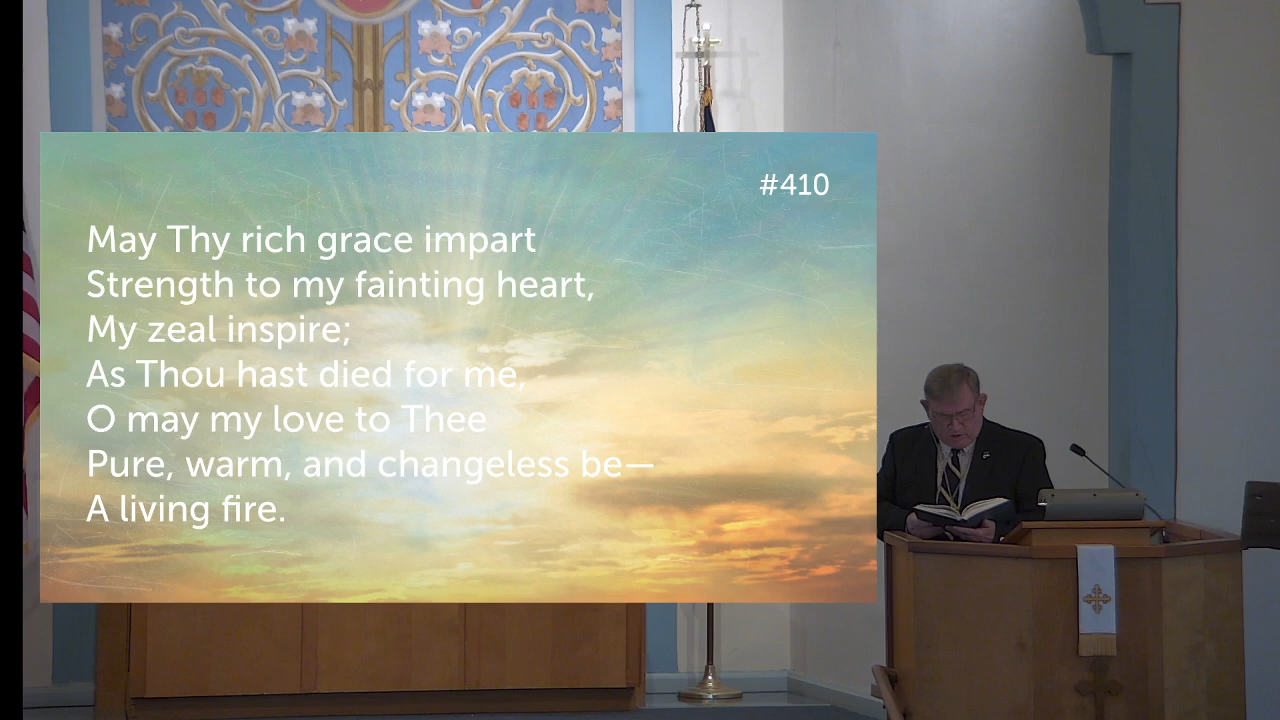 #410
May Thy rich grace impart
Strength to my fainting heart,
My zeal inspire;
As Thou hast died for me,
O may my love to Thee
Pure, warm, and changeless be—
A living fire.